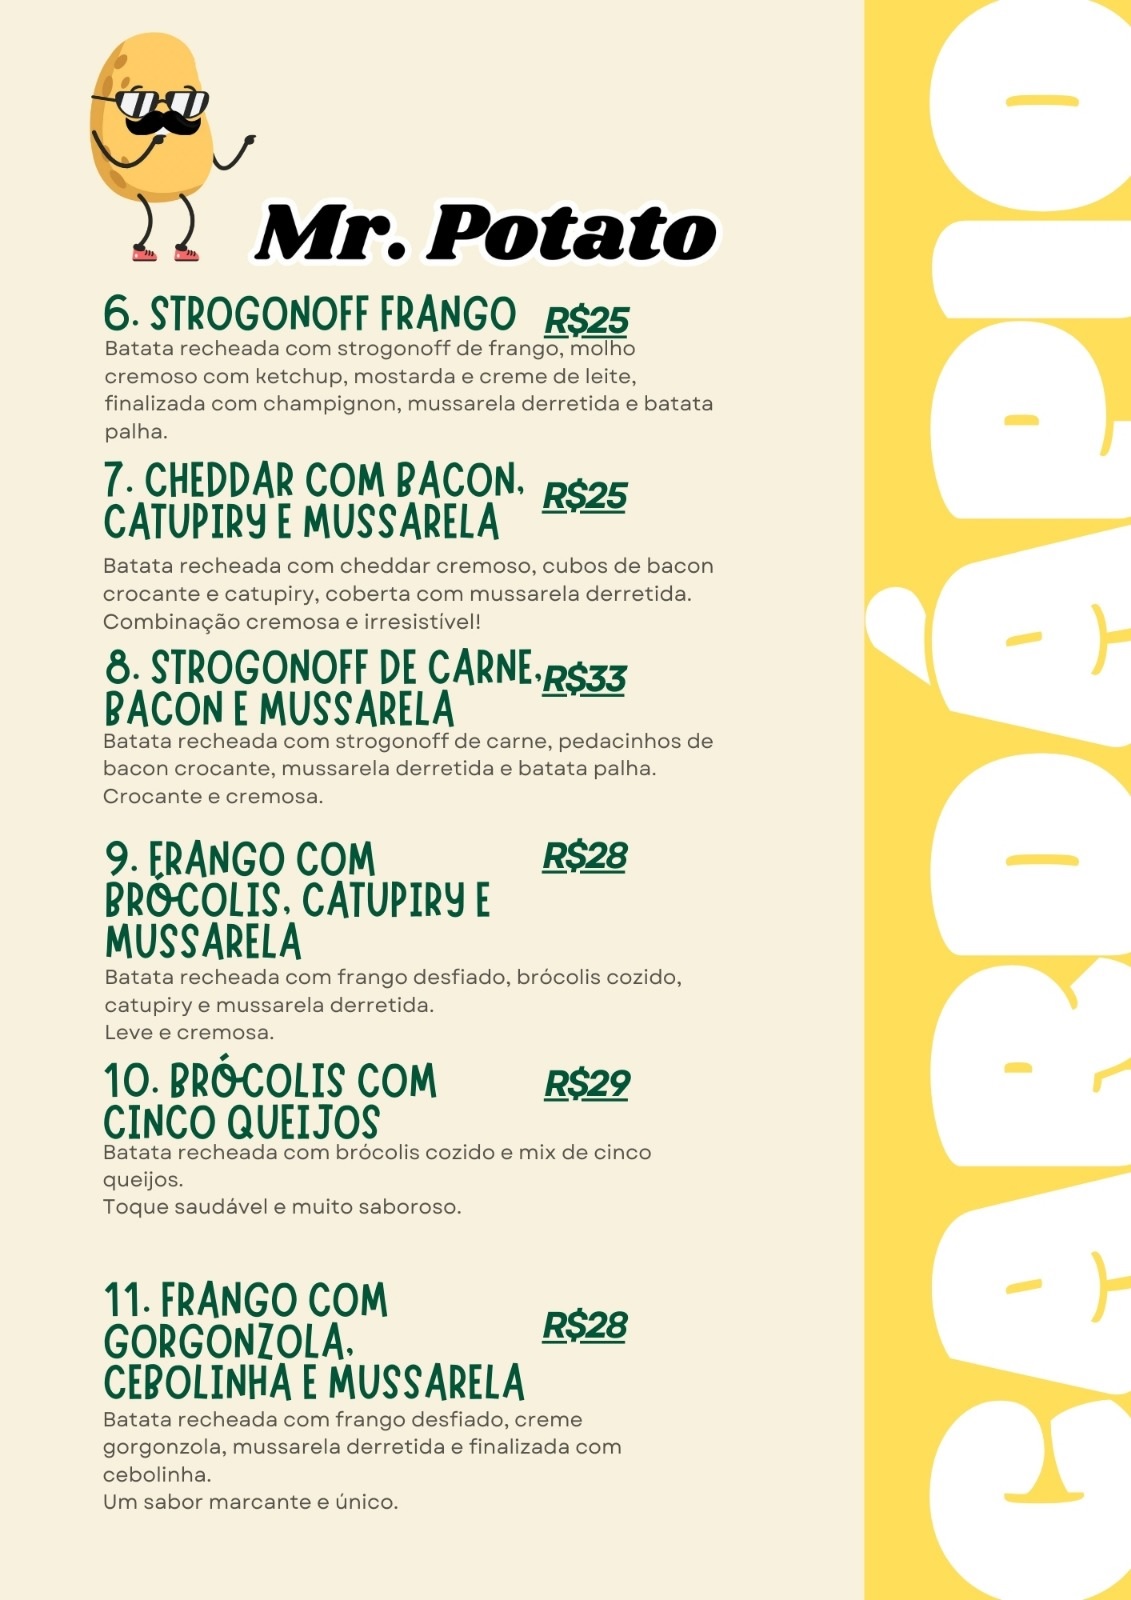 Mr. Potato
6. STROGONOFF FRANGO R$25
Batata recheada com strogonoff de frango, molho
cremoso com ketchup, mostarda e creme de leite,
finalizada com champignon, mussarela derretida e batata
palha.
7. CHEDDAR COM BACON, R$25
CATUPIRY E MUSSARELA
Batata recheada com cheddar cremoso, cubos de bacon
crocante e catupiry, coberta com mussarela derretida.
Combinação cremosa e irresistível!
8. STROGONOFF DE CARNE, R$33
BACON E MUSSARELA
Batata recheada com strogonoff de carne, pedacinhos de
bacon crocante, mussarela derretida e batata palha.
Crocante e cremosa.
9. FRANGO COM R$28
BRÓCOLIS, CATUPIRY E
MUSSARELA
Batata recheada com frango desfiado, brócolis cozido,
catupiry e mussarela derretida.
Leve e cremosa.
10. BRÓCOLIS COM R$29
CINCO QUEIJOS
Batata recheada com brócolis cozido e mix de cinco
queijos.
Toque saudável e muito saboroso.
11. FRANGO COM
GORGONZOLA, R$28
CEBOLINHA E MUSSARELA
Batata recheada com frango desfiado, creme
gorgonzola, mussarela derretida e finalizada com
cebolinha.
Um sabor marcante e único.
CARDÁPIO